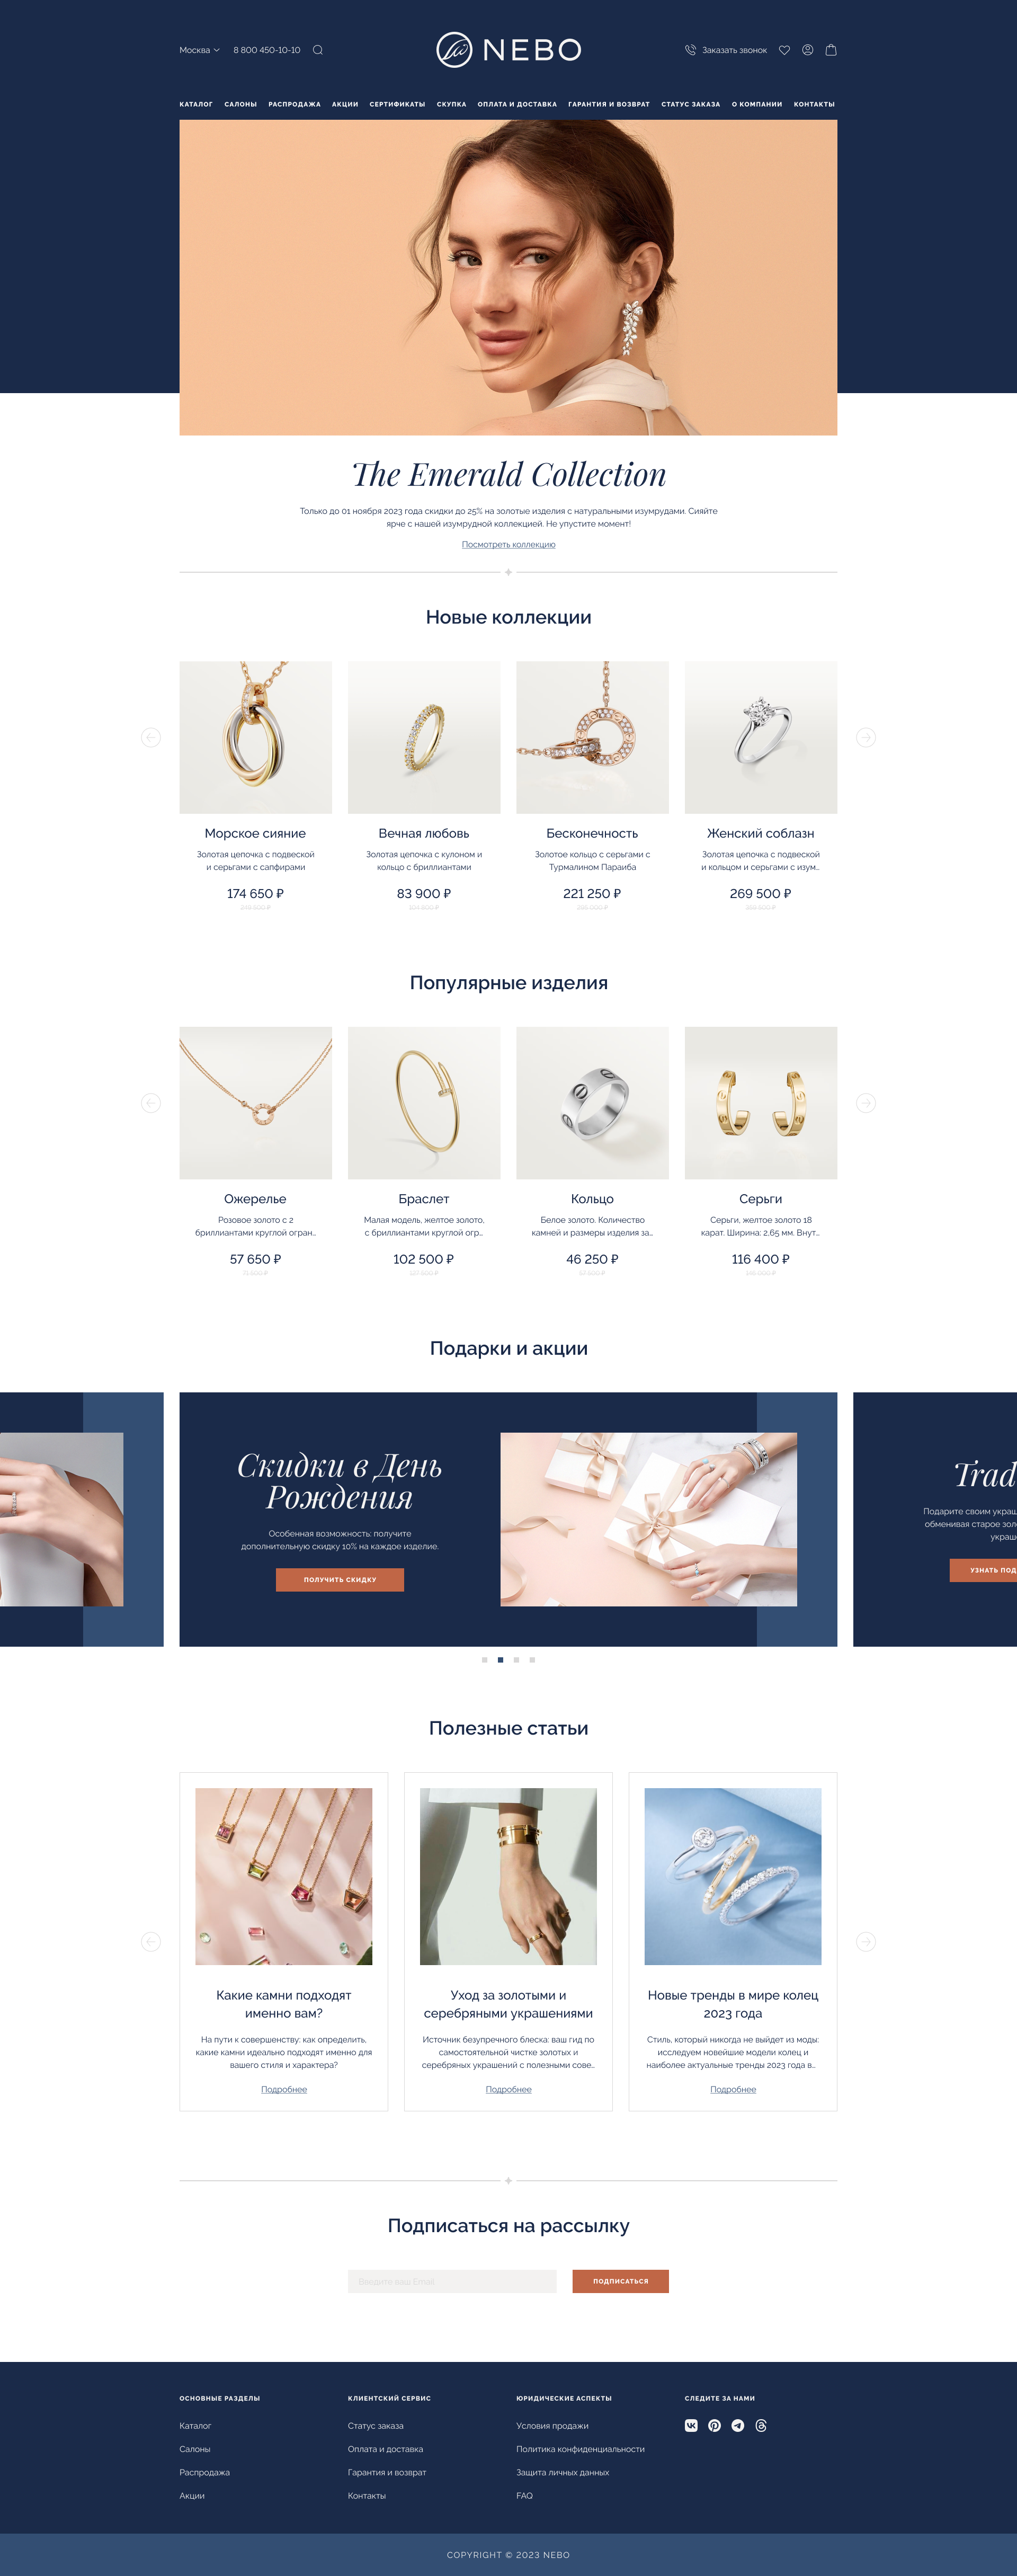 Москва
8 800 450-10-10
NEBO
Заказать звонок
КАТАЛОГ
САЛОНЫ
РАСПРОДАЖА
АКЦИИ
СЕРТИФИКАТЫ
СКУПКА
ОПЛАТА И ДОСТАВКА
ГАРАНТИЯ И ВОЗВРАТ
СТАТУС ЗАКАЗА
О КОМПАНИИ
КОНТАКТЫ
The Emerald Collection
Только до 01 ноября 2023 года скидки до 25% на золотые изделия с натуральными изумрудами. Сияйте
ярче с нашей изумрудной коллекцией. Не упустите момент!
Посмотреть коллекцию
Новые коллекции
Морское сияние
Золотая цепочка с подвеской
и серьгами с сапфирами
174 650 ₽
Вечная любовь
Золотая цепочка с кулоном и
кольцо с бриллиантами
83 900 ₽
Бесконечность
Золотое кольцо с серьгами с
Турмалином Параиба
221 250 ₽
Женский соблазн
Золотая цепочка с подвеской
и кольцом и серьгами с изум...
269 500 ₽
Популярные изделия
Ожерелье
Розовое золото с 2
бриллиантами круглой огран...
57 650 ₽
Браслет
Малая модель, желтое золото,
с бриллиантами круглой огр...
102 500 ₽
Кольцо
Белое золото. Количество
камней и размеры изделия за...
46 250 ₽
Серьги
Серьги, желтое золото 18
карат. Ширина: 2,65 мм. Внут...
116 400 ₽
Подарки и акции
Скидки в День
Рождения
Особенная возможность: получите
дополнительную скидку 10% на каждое изделие.
ПОЛУЧИТЬ СКИДКУ
Trad
Подарите своим украш
обменивая старое зол
украш
УЗНАТЬ ПОД
Полезные статьи
Какие камни подходят
именно вам?
На пути к совершенству: как определить,
какие камни идеально подходят именно для
вашего стиля и характера?
Подробнее
Уход за золотыми и
серебряными украшениями
Источник безупречного блеска: ваш гид по
самостоятельной чистке золотых и
серебряных украшений с полезными сове...
Подробнее
Новые тренды в мире колец
2023 года
Стиль, который никогда не выйдет из моды:
исследуем новейшие модели колец и
наиболее актуальные тренды 2023 года в...
Подробнее
Подписаться на рассылку
Введите ваш Email
ПОДПИСАТЬСЯ
ОСНОВНЫЕ РАЗДЕЛЫ
Каталог
Салоны
Распродажа
Акции
КЛИЕНТСКИЙ СЕРВИС
Статус заказа
Оплата и доставка
Гарантия и возврат
Контакты
ЮРИДИЧЕСКИЕ АСПЕКТЫ
Условия продажи
Политика конфиденциальности
Защита личных данных
FAQ
СЛЕДИТЕ ЗА НАМИ
COPYRIGHT © 2023 NEBO